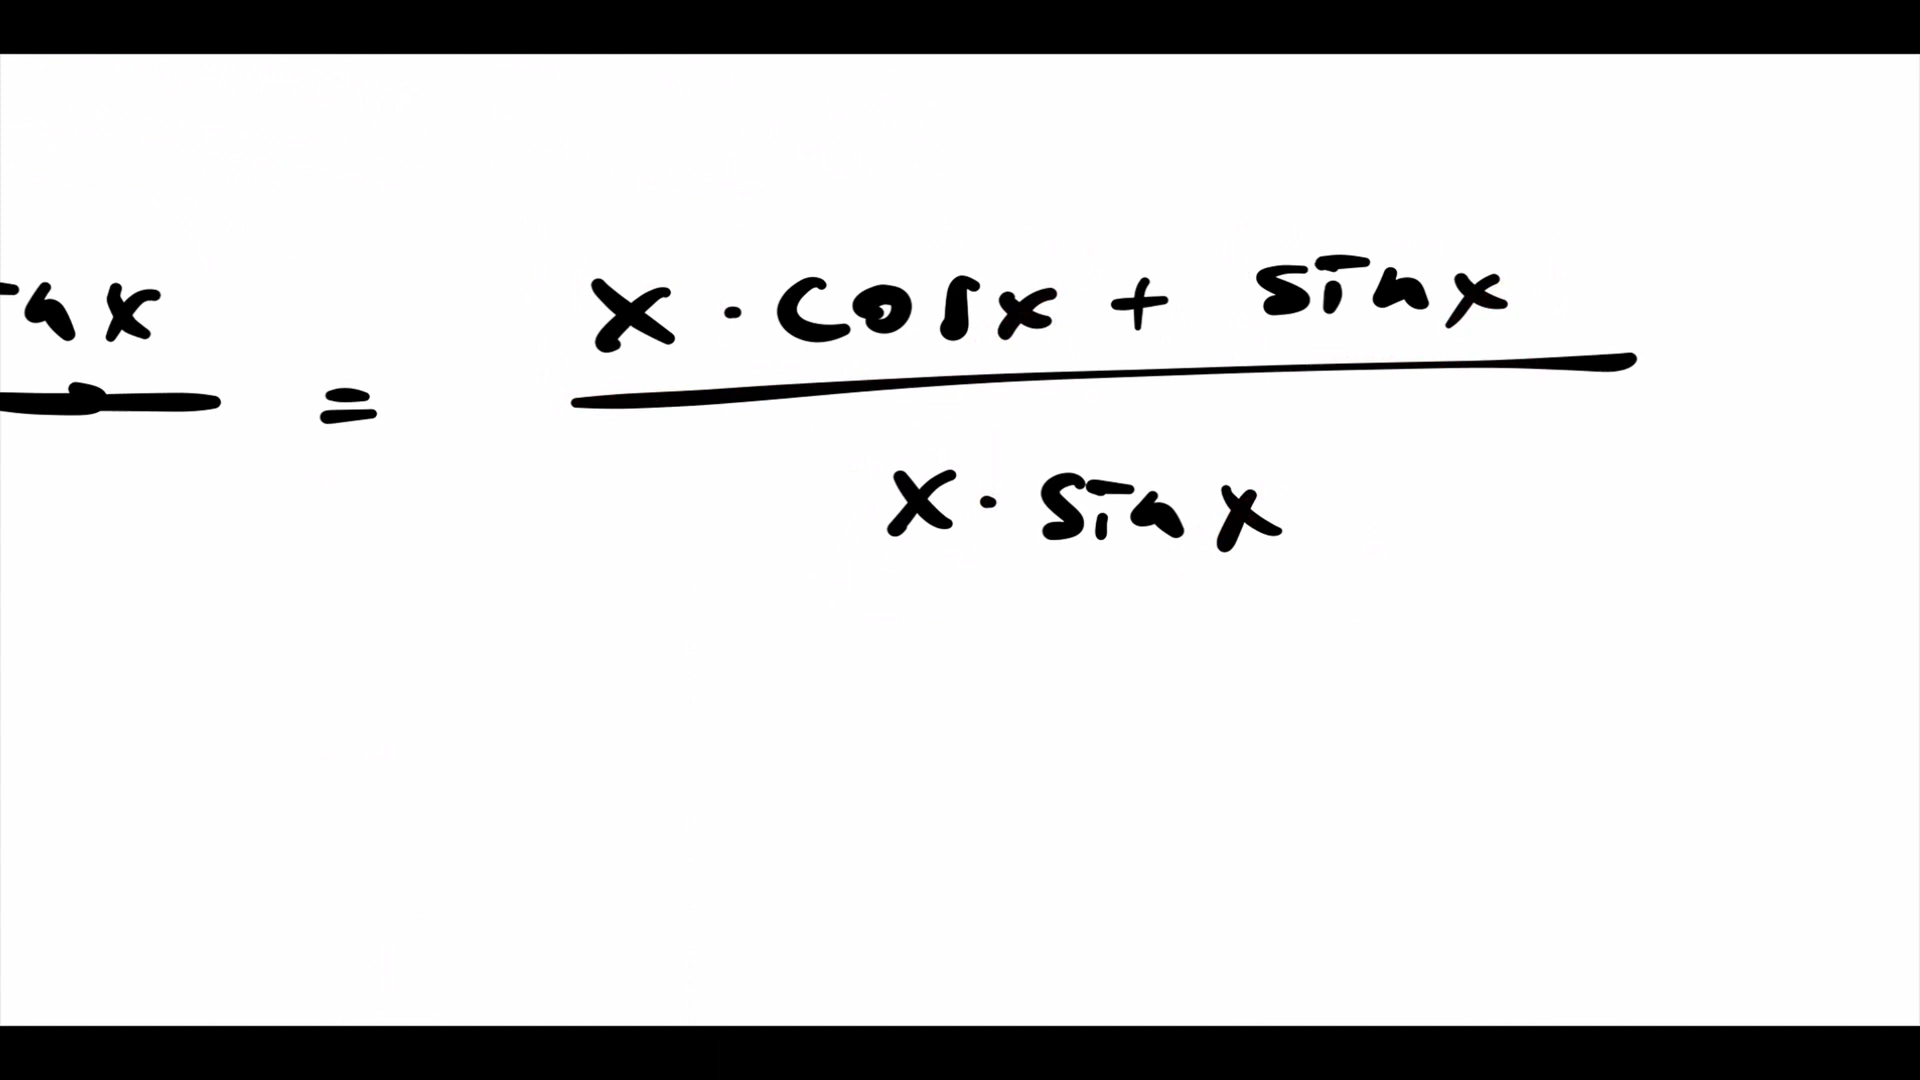 x · cosx + sinx
=
x · sinx